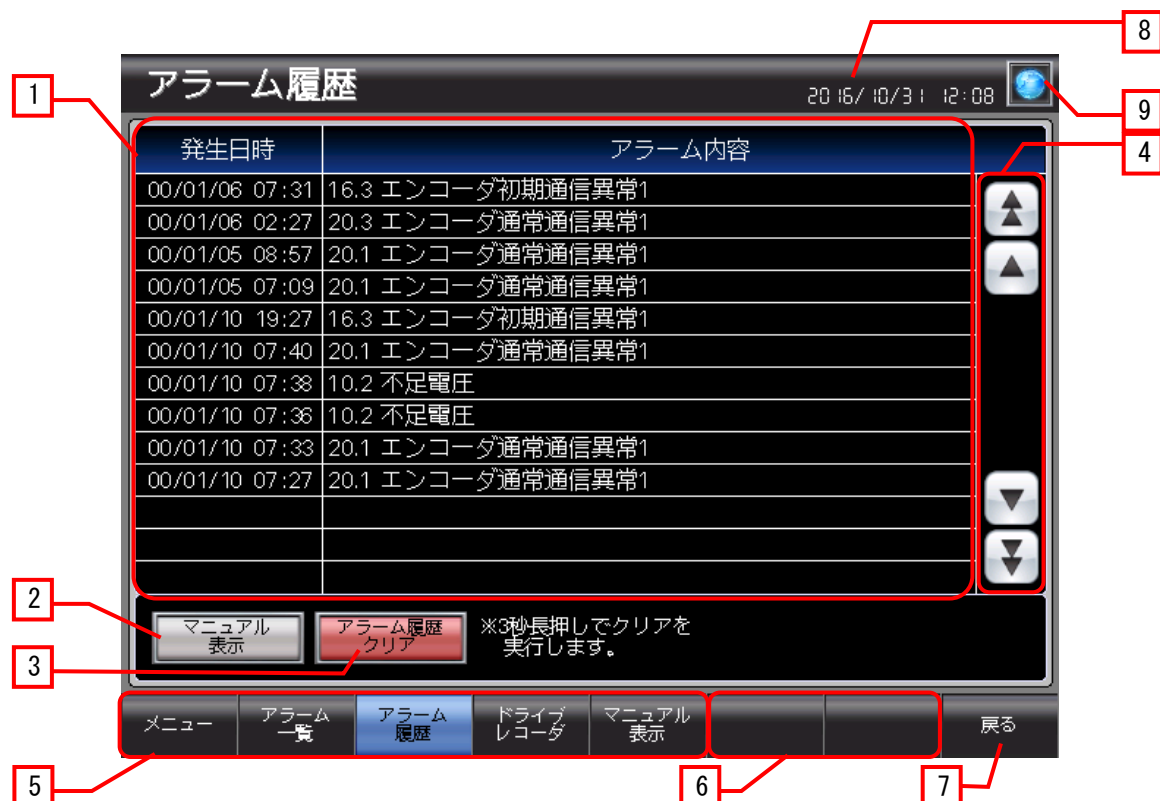 8
アラーム履歴
2016/10/31 12:08
1
9
発生日時 アラーム内容
4
00/01/06 07:31 16.3 エンコーダ初期通信異常1
00/01/06 02:27 20.3 エンコーダ通常通信異常1
00/01/05 08:57 20.1 エンコーダ通常通信異常1
00/01/05 07:09 20.1 エンコーダ通常通信異常1
00/01/10 19:27 16.3 エンコーダ初期通信異常1
00/01/10 07:40 20.1 エンコーダ通常通信異常1
00/01/10 07:38 10.2 不足電圧
00/01/10 07:36 10.2 不足電圧
00/01/10 07:33 20.1 エンコーダ通常通信異常1
00/01/10 07:27 20.1 エンコーダ通常通信異常1
2
マニュアル
表示
アラーム履歴
クリア
※3秒長押しでクリアを
実行します。
3
メニュー
アラーム
一覧
アラーム
履歴
ドライブ
レコーダ
マニュアル
表示
戻る
5
6
7